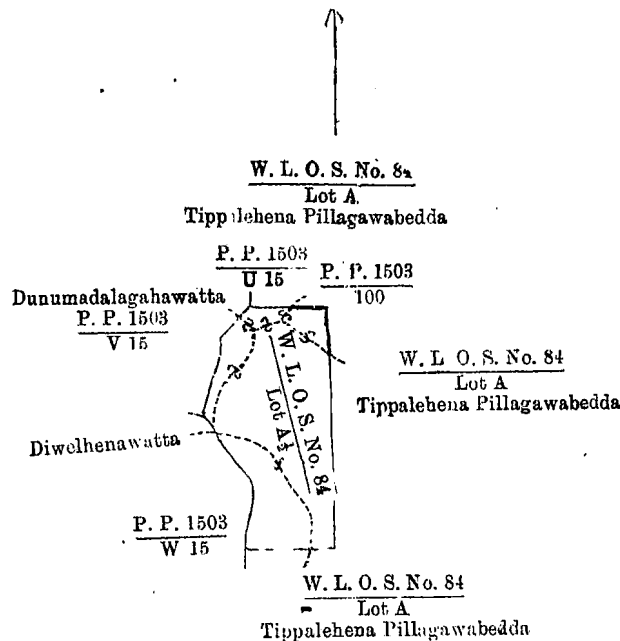 W. L. O. S. No. 84
Lot A.
Tippalehena Pillagawabedda
P. P. 1503
U 15
P. P. 1503
100
Dunumadalagahawatta
P. P. 1503
V 15
W. L. O. S. No. 84
Lot A½
W. L O. S. No. 84
Lot A
Tippalehena Pillagawabedda
Diwelhenawatta
P. P. 1503
W 15
W. L. O. S. No. 84
Lot A.
Tippalehena Pillagawabedda